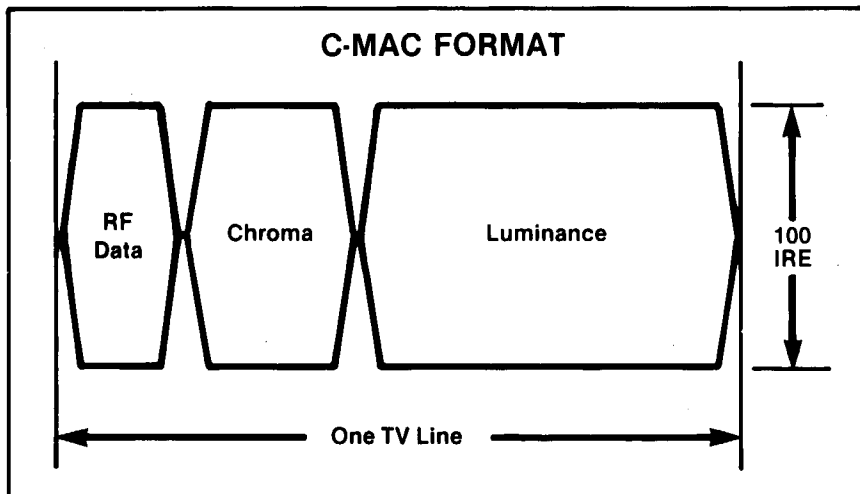 C-MAC FORMAT
RF
Data
Chroma
Luminance
100
IRE
One TV Line